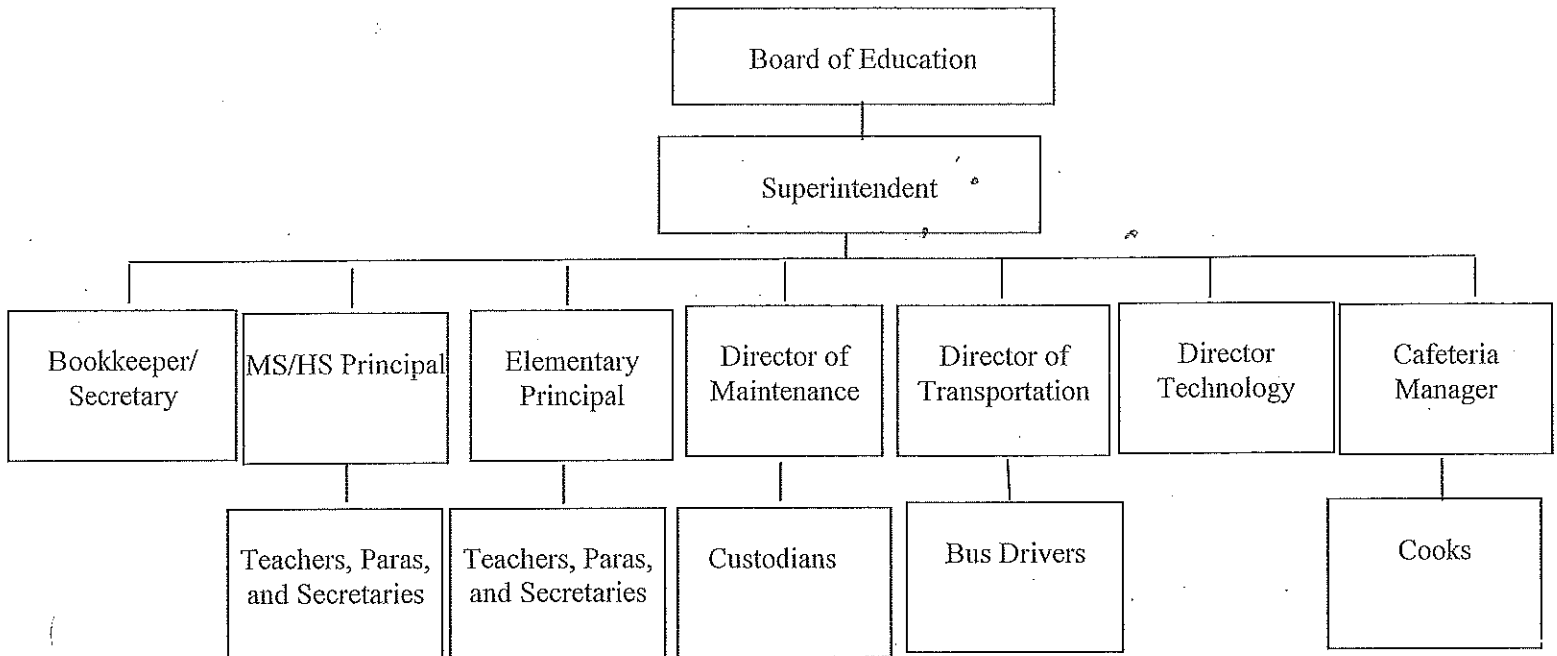 Board of Education
Superintendent
Bookkeeper/
Secretary
MS/HS Principal
Elementary
Principal
Director of
Maintenance
Director of
Transportation
Director
Technology
Cafeteria
Manager
Teachers, Paras,
and Secretaries
Teachers, Paras,
and Secretaries
Custodians
Bus Drivers
Cooks